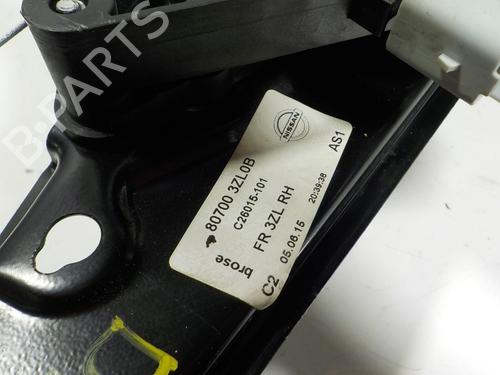 B-PARTS
NISSAN
80700 3ZL0B
C26015-101
AS1
FR 3ZL RH
20:39:38
brose
C2 05.08.15